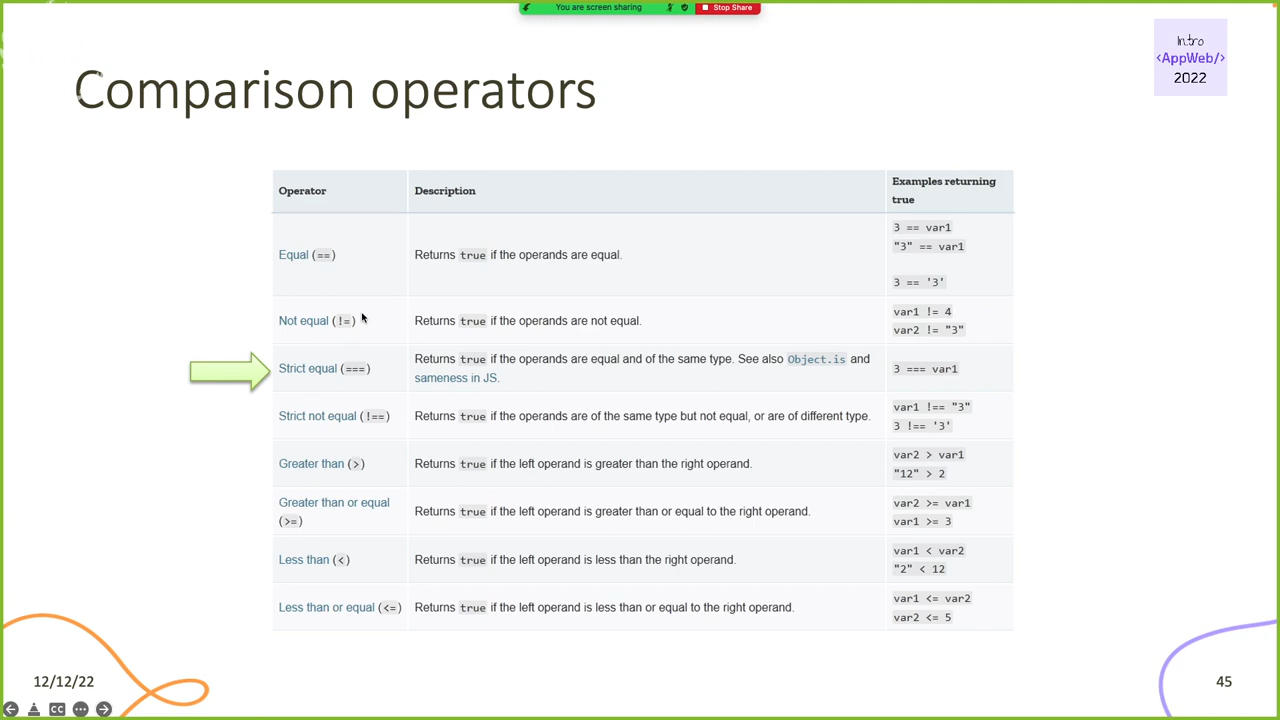 You are screen sharing
Stop Share
Intro
<AppWeb/>
2022
Comparison operators
Operator Description Examples returning true
Equal (==) Returns true if the operands are equal. 3 == var1
"3" == var1
3 == '3'
Not equal (!=) Returns true if the operands are not equal. var1 != 4
var2 != "3"
Strict equal (===) Returns true if the operands are equal and of the same type. See also Object.is and
sameness in JS. 3 === var1
Strict not equal (!==) Returns true if the operands are of the same type but not equal, or are of different type. var1 !== "3"
3 !== '3'
Greater than (>) Returns true if the left operand is greater than the right operand. var2 > var1
"12" > 2
Greater than or equal
(>=) Returns true if the left operand is greater than or equal to the right operand. var2 >= var1
var1 >= 3
Less than (<) Returns true if the left operand is less than the right operand. var1 < var2
"2" < 12
Less than or equal (<=) Returns true if the left operand is less than or equal to the right operand. var1 <= var2
var2 <= 5
12/12/22
45
CC